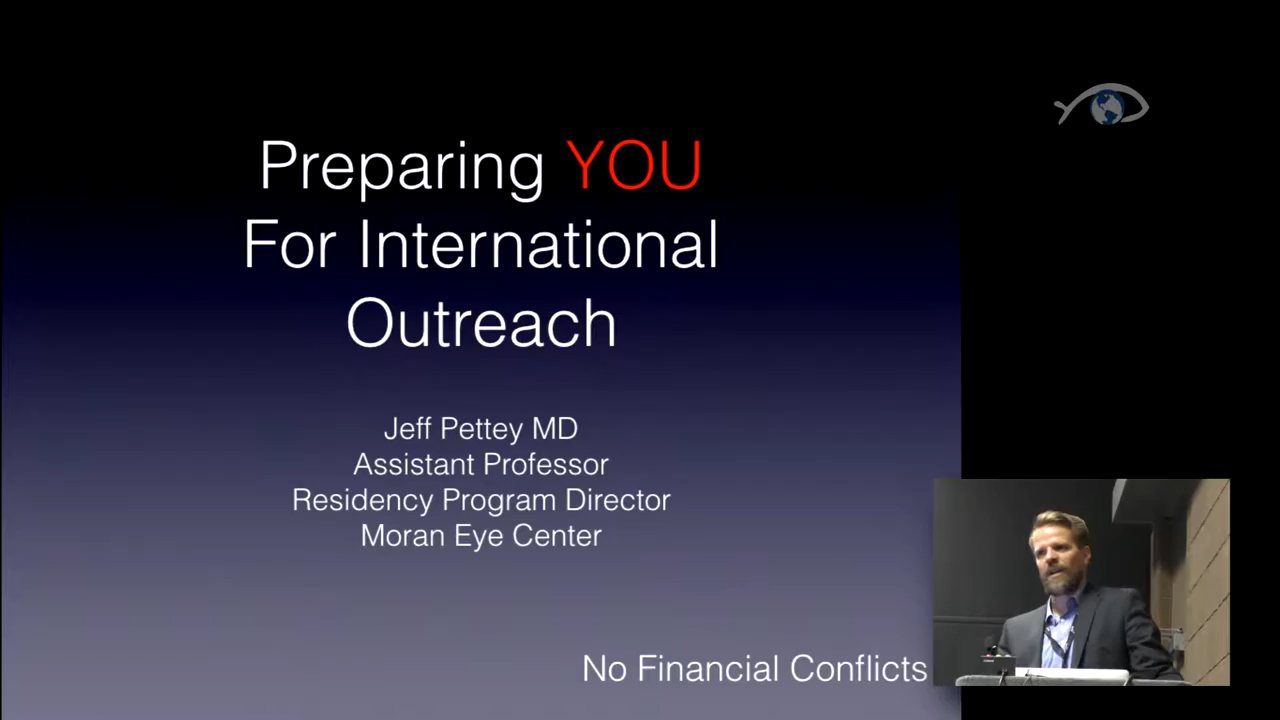 Preparing YOU
For International
Outreach
Jeff Pettey MD
Assistant Professor
Residency Program Director
Moran Eye Center
No Financial Conflicts